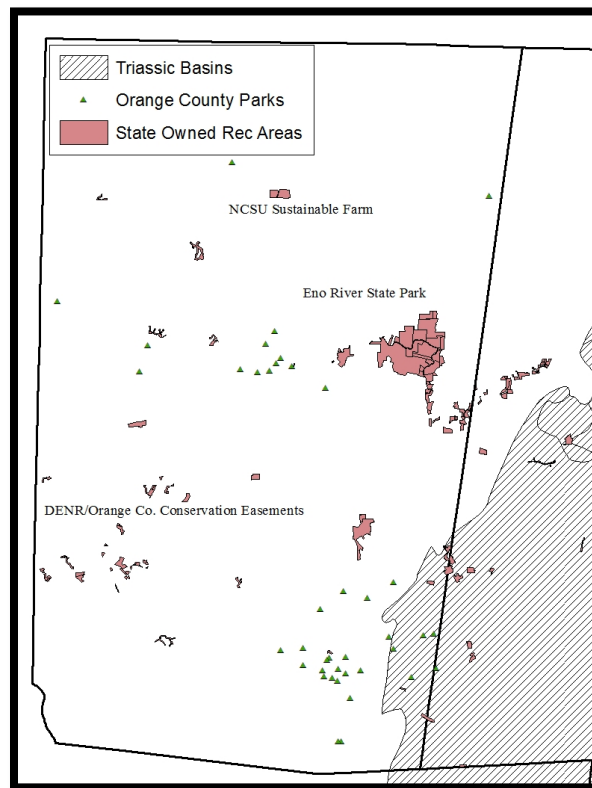 Triassic Basins
Orange County Parks
State Owned Rec Areas
NCSU Sustainable Farm
Eno River State Park
DENR/Orange Co. Conservation Easements